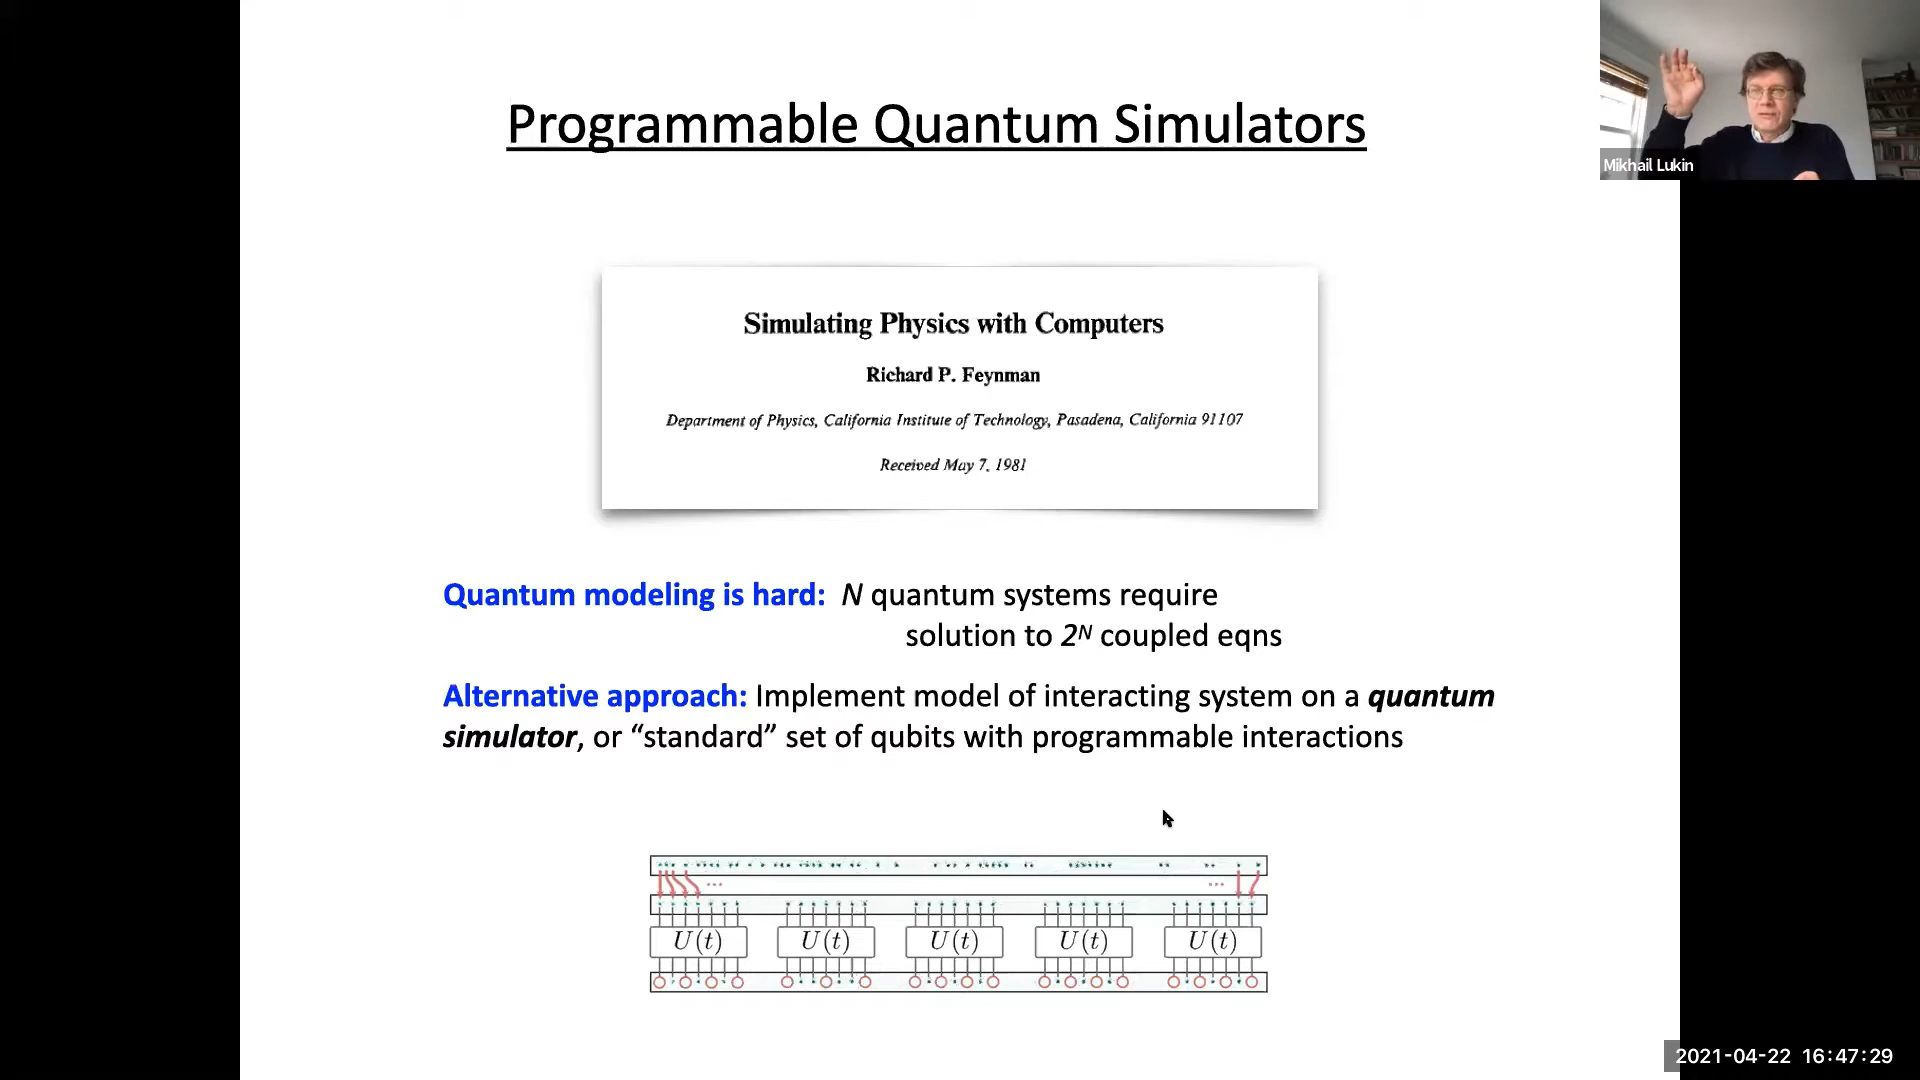 Programmable Quantum Simulators
Mikhail Lukin
Simulating Physics with Computers
Richard P. Feynman
Department of Physics, California Institute of Technology, Pasadena, California 91107
Received May 7, 1981
Quantum modeling is hard: N quantum systems require
solution to 2ᴺ coupled eqns
Alternative approach: Implement model of interacting system on a quantum
simulator, or “standard” set of qubits with programmable interactions
... ...
U(t) U(t) U(t) U(t) U(t)
2021-04-22 16:47:29